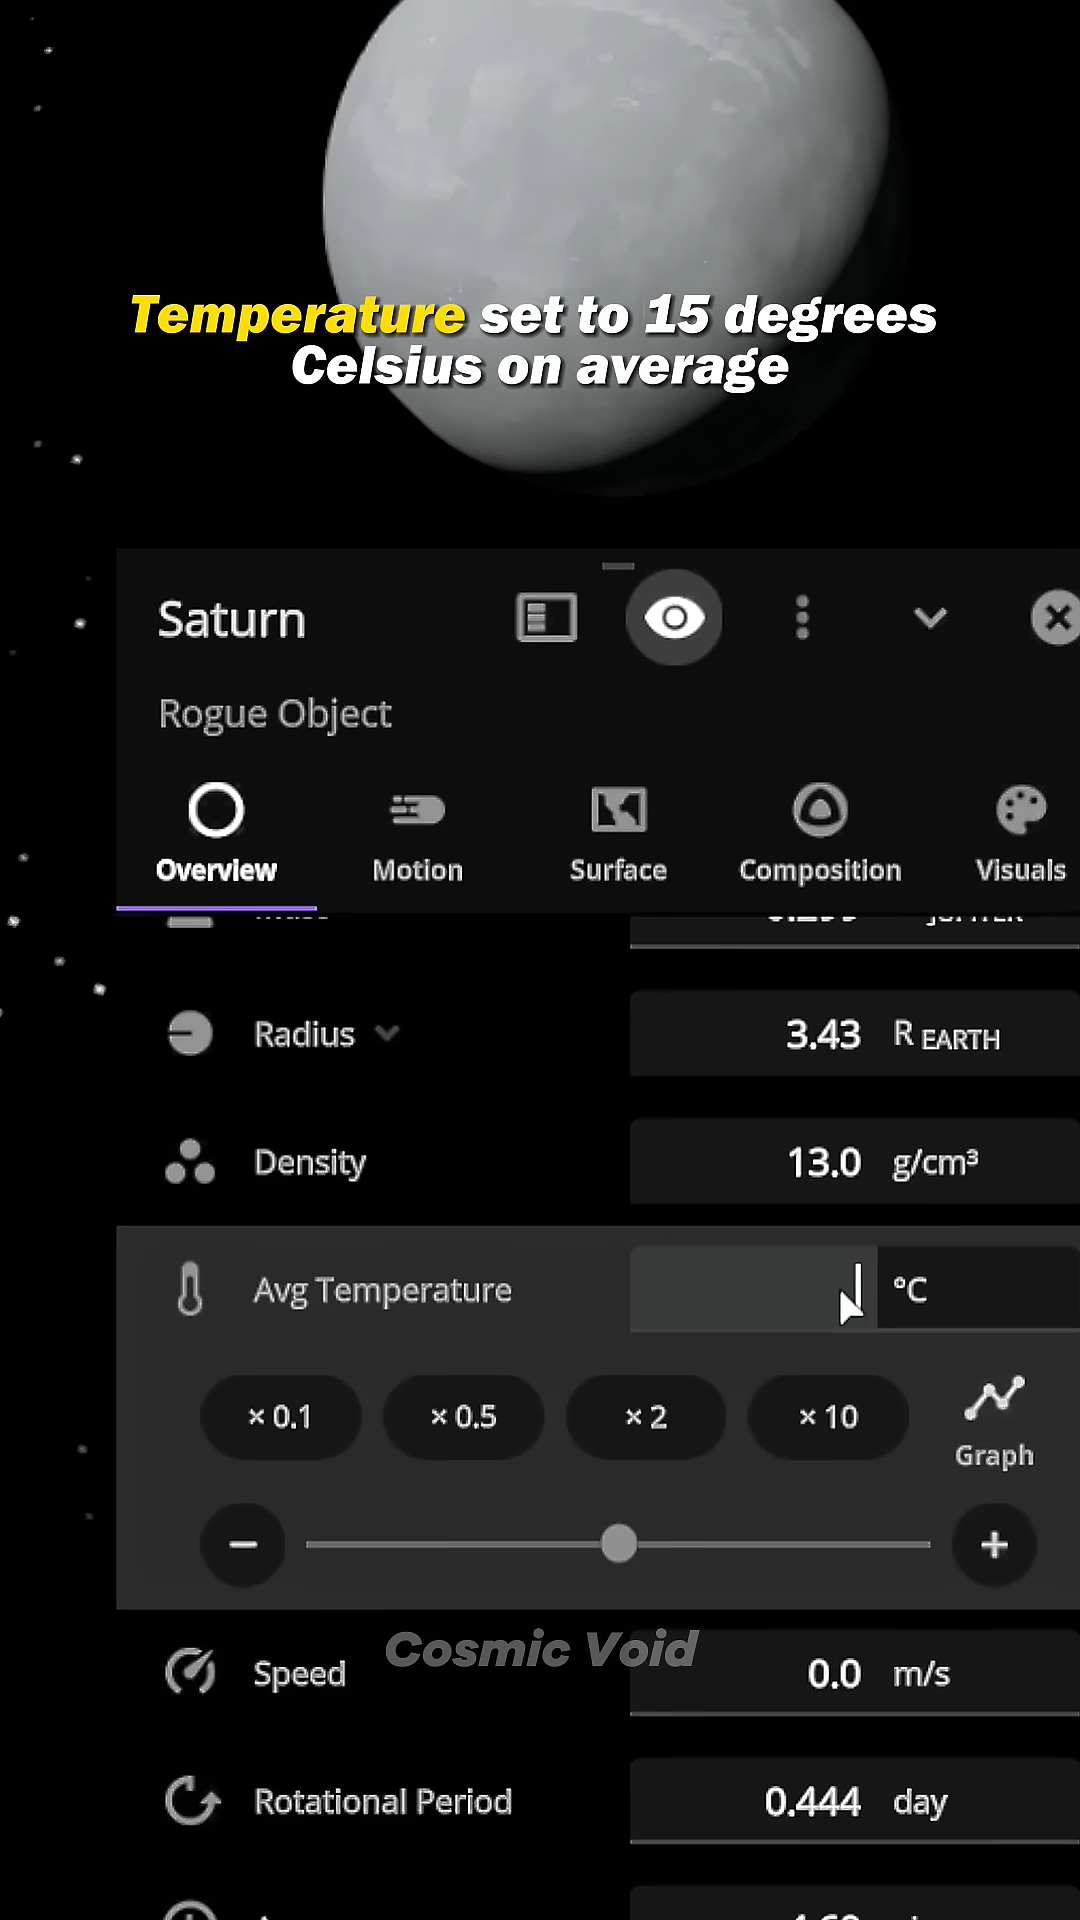 Temperature set to 15 degrees
Celsius on average
Saturn
Rogue Object
Overview
Motion
Surface
Composition
Visuals
Radius
3.43 R EARTH
Density
13.0 g/cm³
Avg Temperature
°C
× 0.1
× 0.5
× 2
× 10
Graph
Cosmic Void
Speed
0.0 m/s
Rotational Period
0.444 day